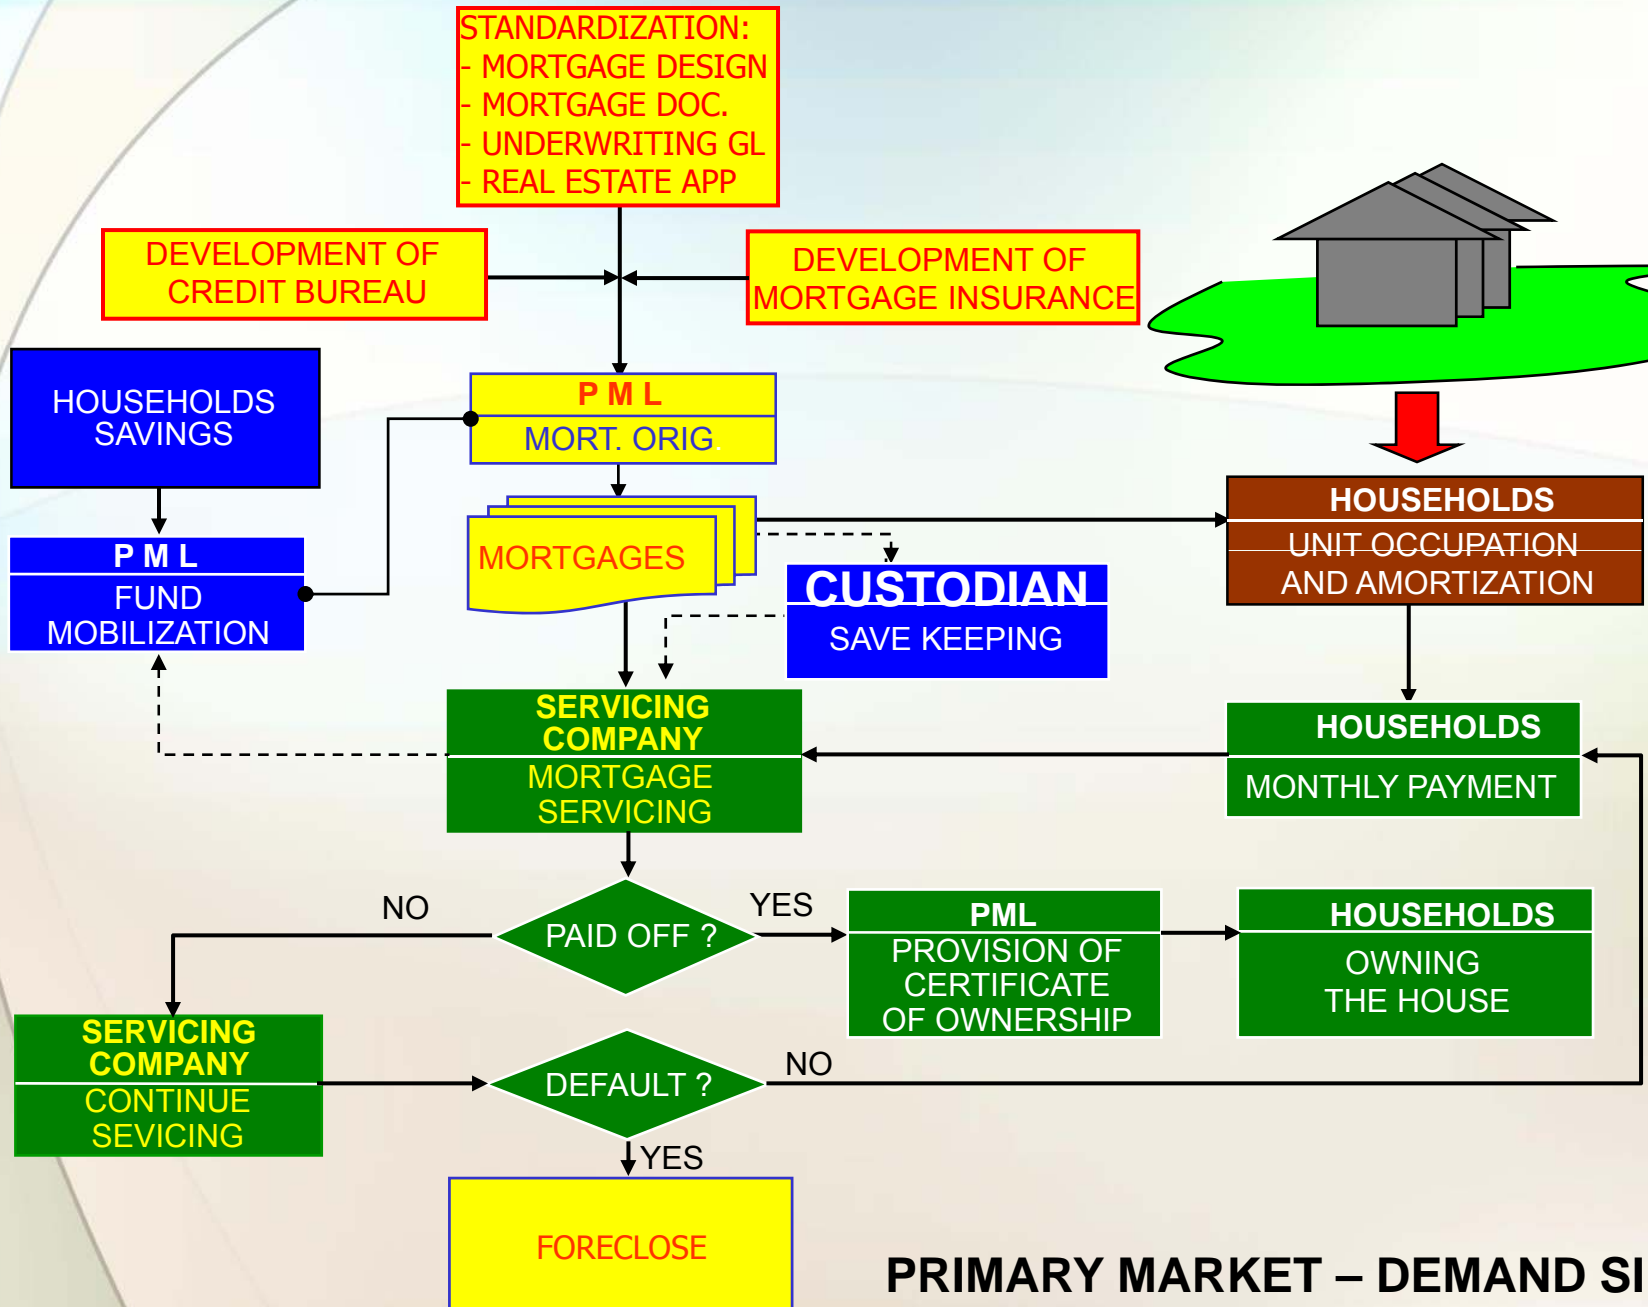 STANDARDIZATION:
- MORTGAGE DESIGN
- MORTGAGE DOC.
- UNDERWRITING GL
- REAL ESTATE APP
DEVELOPMENT OF
CREDIT BUREAU
DEVELOPMENT OF
MORTGAGE INSURANCE
HOUSEHOLDS
SAVINGS
P M L
MORT. ORIG.
HOUSEHOLDS
UNIT OCCUPATION
AND AMORTIZATION
P M L
FUND
MOBILIZATION
MORTGAGES
CUSTODIAN
SAVE KEEPING
SERVICING
COMPANY
MORTGAGE
SERVICING
HOUSEHOLDS
MONTHLY PAYMENT
NO
PAID OFF ?
YES
PML
PROVISION OF
CERTIFICATE
OF OWNERSHIP
HOUSEHOLDS
OWNING
THE HOUSE
SERVICING
COMPANY
CONTINUE
SEVICING
DEFAULT ?
NO
YES
FORECLOSE
PRIMARY MARKET – DEMAND SI